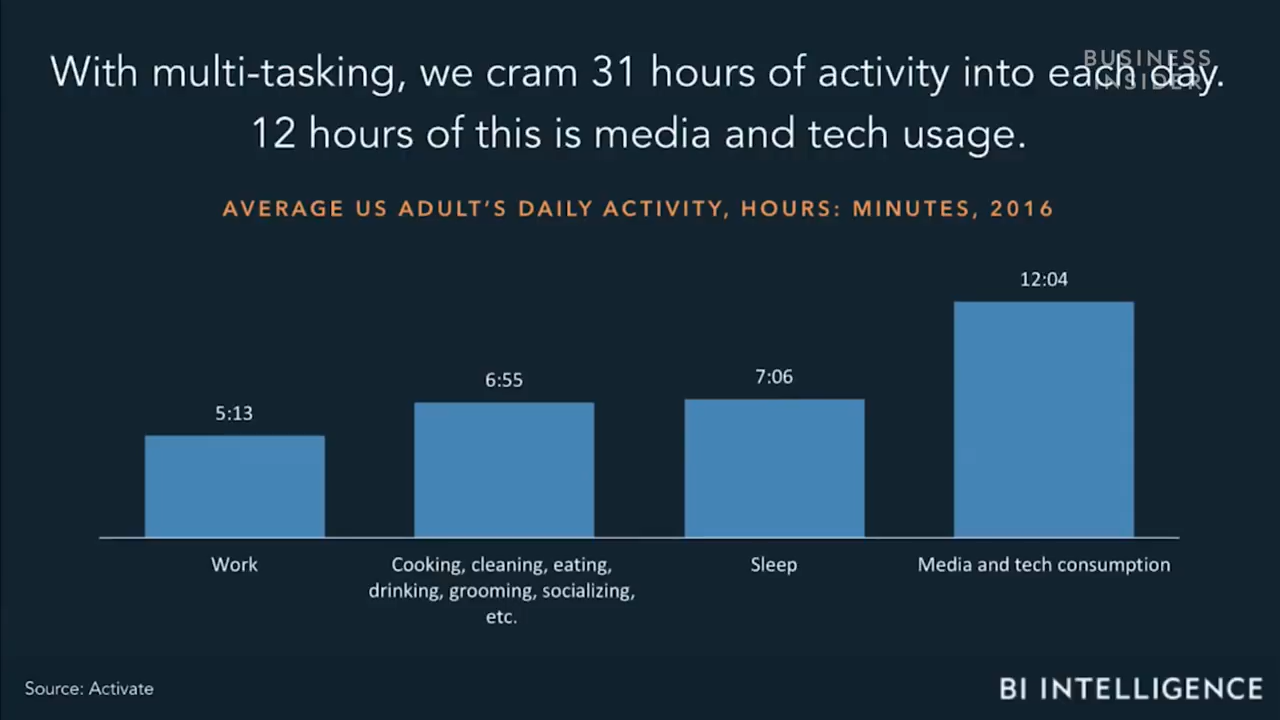 BUSINESS
INSIDER
With multi-tasking, we cram 31 hours of activity into each day.
12 hours of this is media and tech usage.
AVERAGE US ADULT'S DAILY ACTIVITY, HOURS: MINUTES, 2016
12:04
7:06
6:55
5:13
Work
Cooking, cleaning, eating,
drinking, grooming, socializing,
etc.
Sleep
Media and tech consumption
Source: Activate
BI INTELLIGENCE